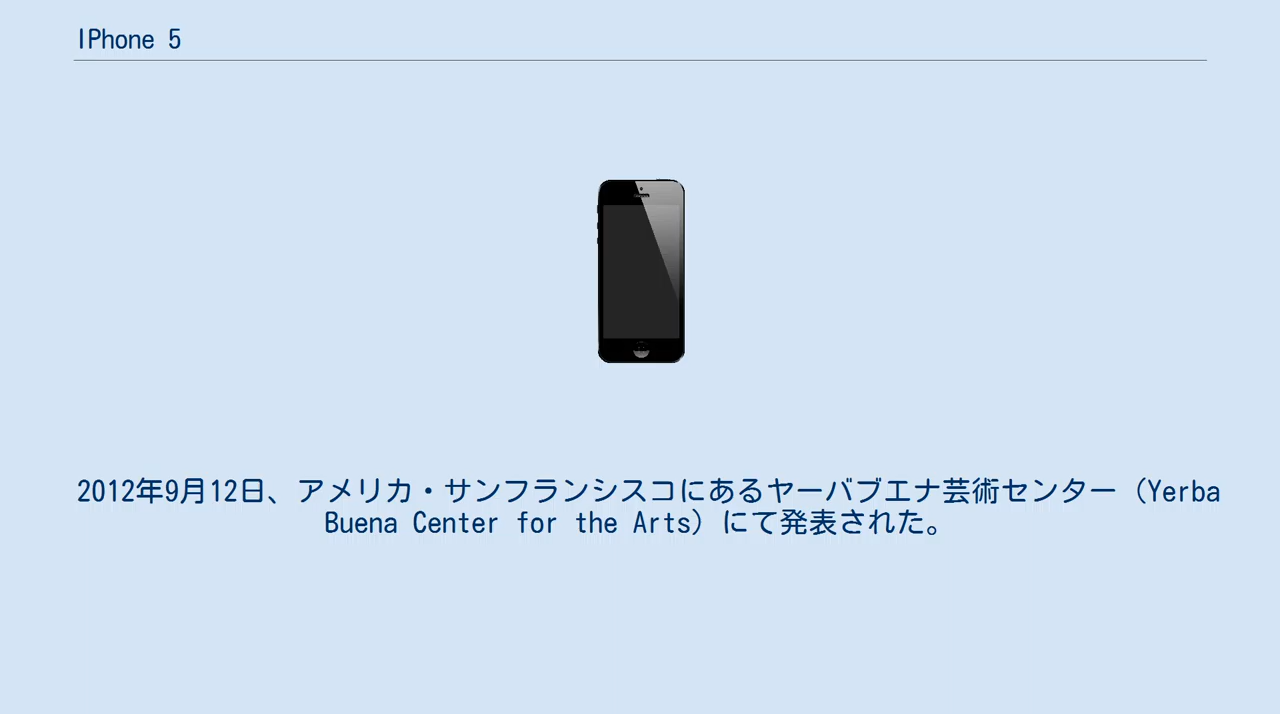 IPhone 5
2012年9月12日、アメリカ・サンフランシスコにあるヤーバブエナ芸術センター（Yerba
Buena Center for the Arts）にて発表された。